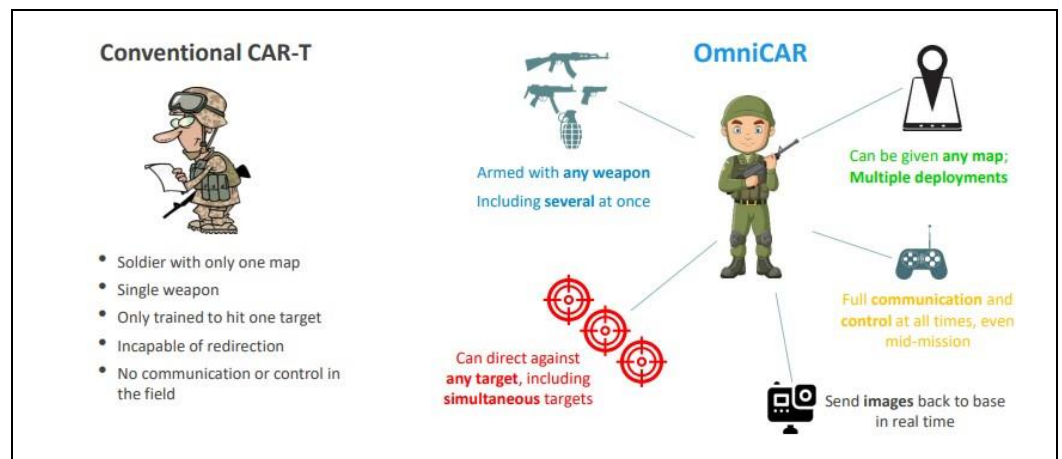 Conventional CAR-T
• Soldier with only one map
• Single weapon
• Only trained to hit one target
• Incapable of redirection
• No communication or control in
the field
OmniCAR
Armed with any weapon
Including several at once
Can be given any map;
Multiple deployments
Full communication and
control at all times, even
mid-mission
Can direct against
any target, including
simultaneous targets
Send images back to base
in real time